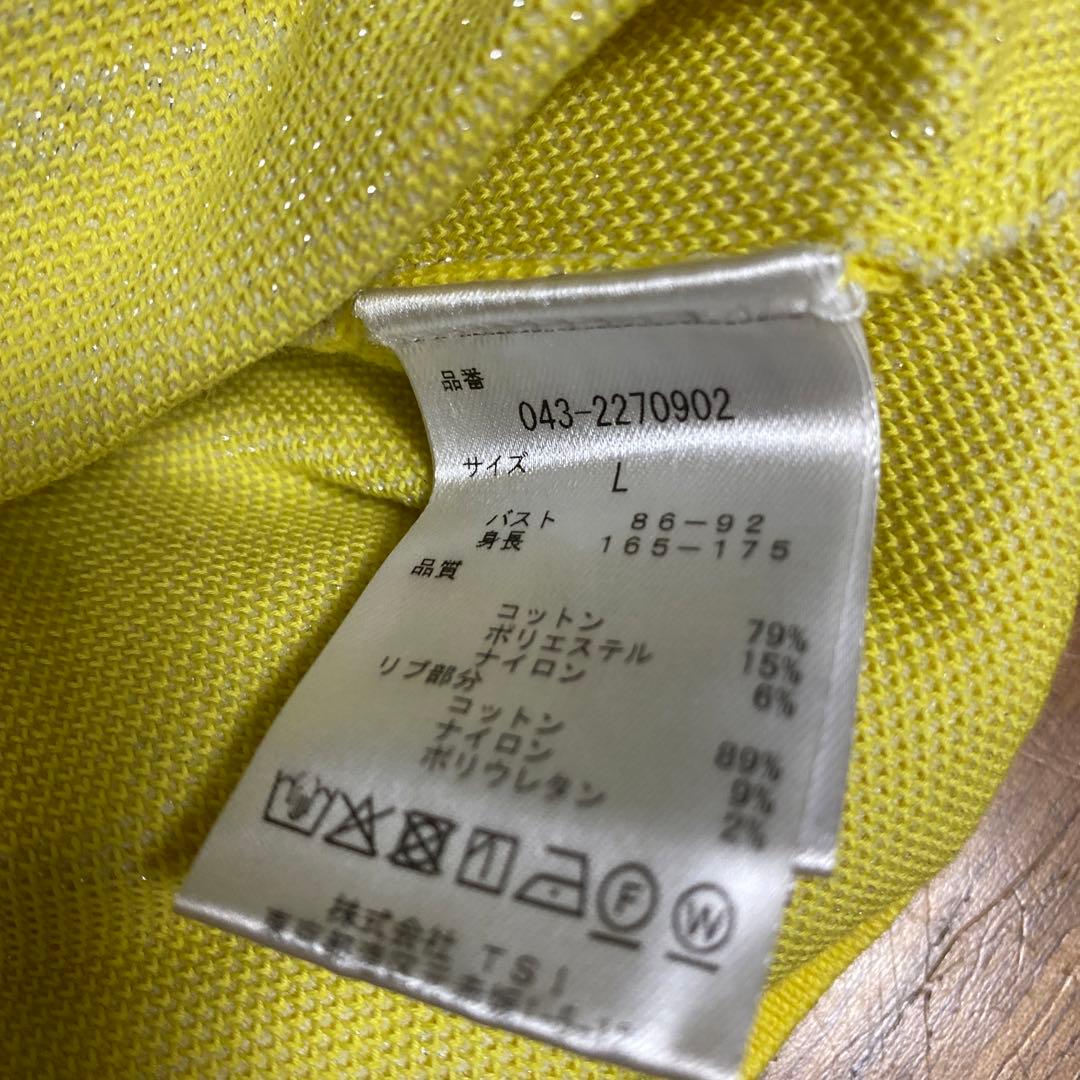 品番
043-2270902
サイズ L
バスト 86-92
身長 165-175
品質
コットン 79%
ポリエステル 15%
ナイロン 6%
リブ部分
コットン 89%
ナイロン 9%
ポリウレタン 2%
F W
株式会社 TSI